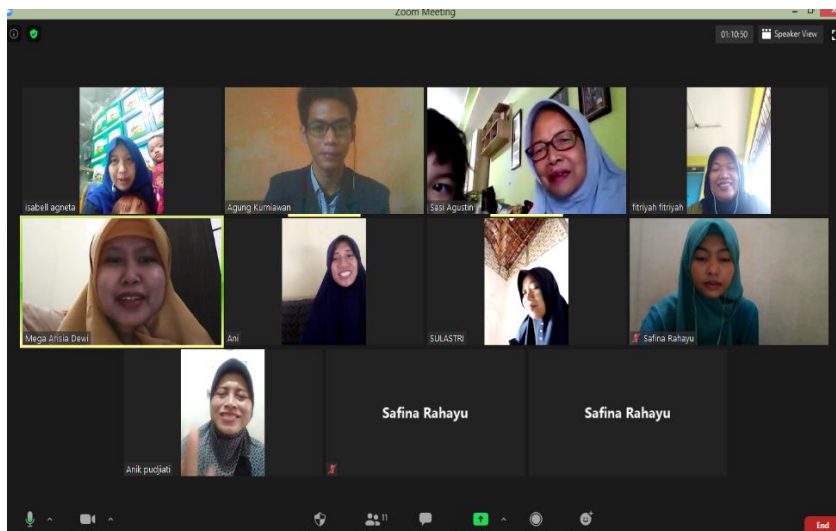 Zoom Meeting
01:10:50
Speaker View
isabell agneta
Agung Kurniawan
Sasi Agustin
fitriyah fitriyah
Mega Arisia Dewi
Ani
SULASTRI
Safina Rahayu
Anik pudjiati
Safina Rahayu
Safina Rahayu
11
End